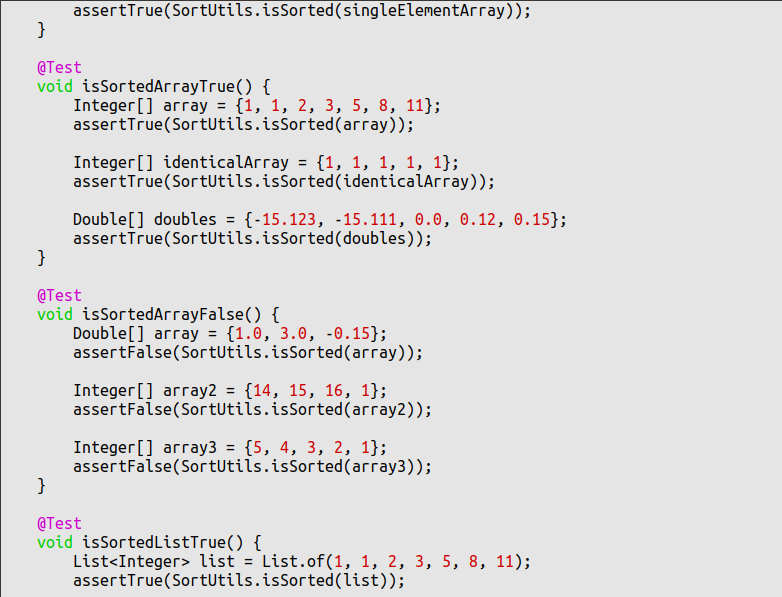 assertTrue(SortUtils.isSorted(singleElementArray));
    }

    @Test
    void isSortedArrayTrue() {
        Integer[] array = {1, 1, 2, 3, 5, 8, 11};
        assertTrue(SortUtils.isSorted(array));

        Integer[] identicalArray = {1, 1, 1, 1, 1};
        assertTrue(SortUtils.isSorted(identicalArray));

        Double[] doubles = {-15.123, -15.111, 0.0, 0.12, 0.15};
        assertTrue(SortUtils.isSorted(doubles));
    }

    @Test
    void isSortedArrayFalse() {
        Double[] array = {1.0, 3.0, -0.15};
        assertFalse(SortUtils.isSorted(array));

        Integer[] array2 = {14, 15, 16, 1};
        assertFalse(SortUtils.isSorted(array2));

        Integer[] array3 = {5, 4, 3, 2, 1};
        assertFalse(SortUtils.isSorted(array3));
    }

    @Test
    void isSortedListTrue() {
        List<Integer> list = List.of(1, 1, 2, 3, 5, 8, 11);
        assertTrue(SortUtils.isSorted(list));